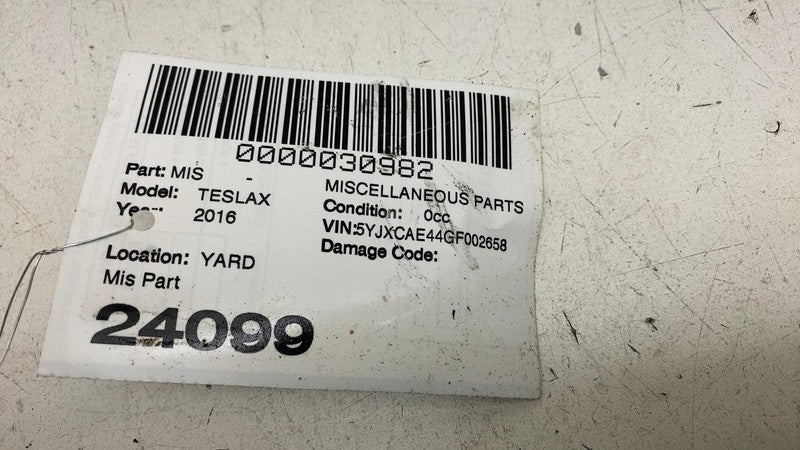 0000030982
Part: MIS - MISCELLANEOUS PARTS
Model: TESLAX Condition: 0cc
Year: 2016 VIN:5YJXCAE44GF002658
Damage Code:
Location: YARD
Mis Part
24099